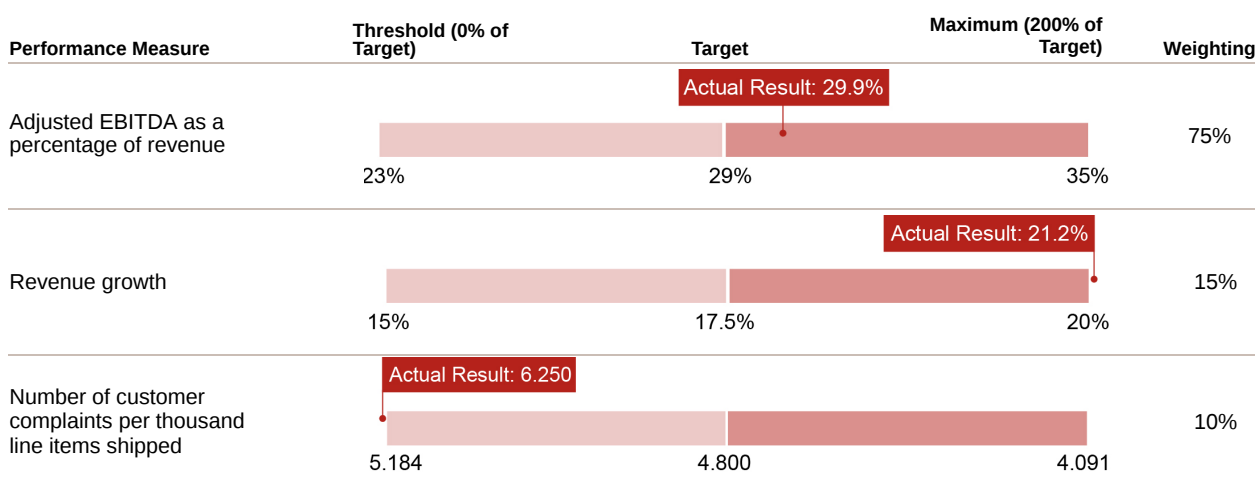 Performance Measure
Threshold (0% of
Target)
Target
Maximum (200% of
Target)
Weighting
Actual Result: 29.9%
Adjusted EBITDA as a
percentage of revenue
75%
23%
29%
35%
Actual Result: 21.2%
Revenue growth
15%
15%
17.5%
20%
Actual Result: 6.250
Number of customer
complaints per thousand
line items shipped
10%
5.184
4.800
4.091